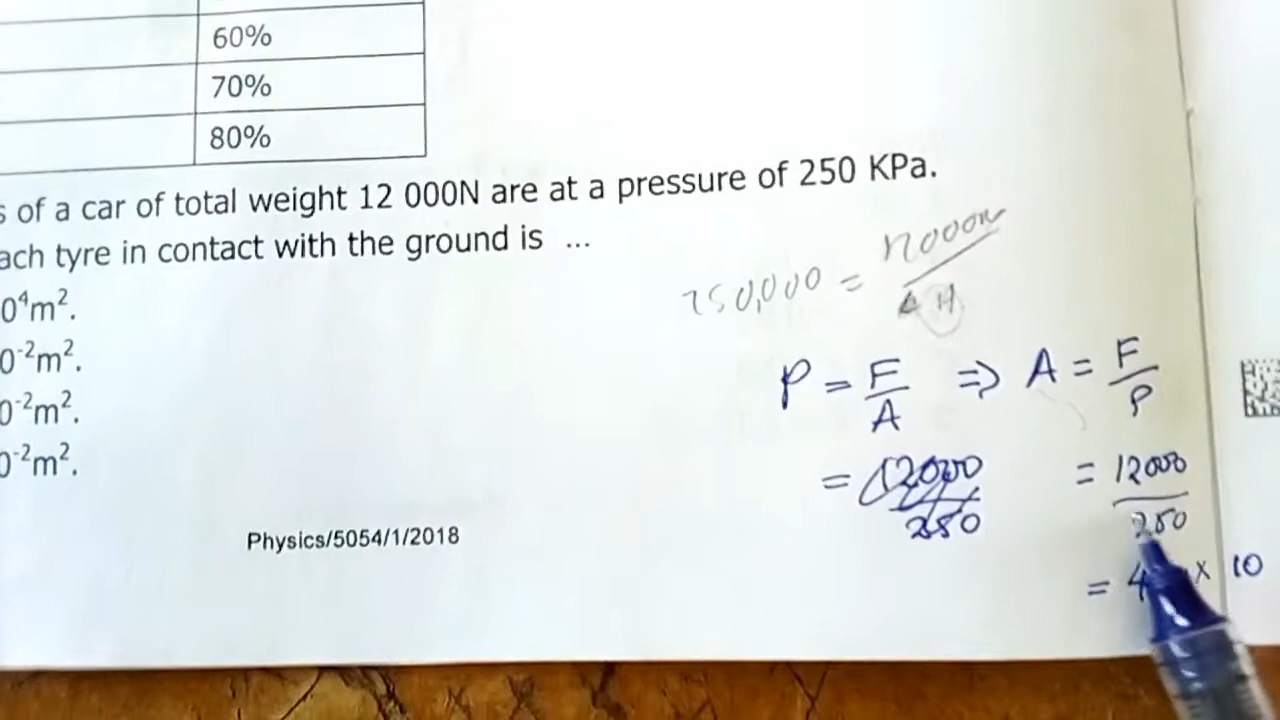 60%
70%
80%
s of a car of total weight 12 000N are at a pressure of 250 KPa.
ach tyre in contact with the ground is ...
0⁴m².
0⁻²m².
0⁻²m².
0⁻²m².
250,000 = 12000N / 4A
P = F/A ⇒ A = F/P
= 12000/250 = 12000/250
= 4 x 10
Physics/5054/1/2018